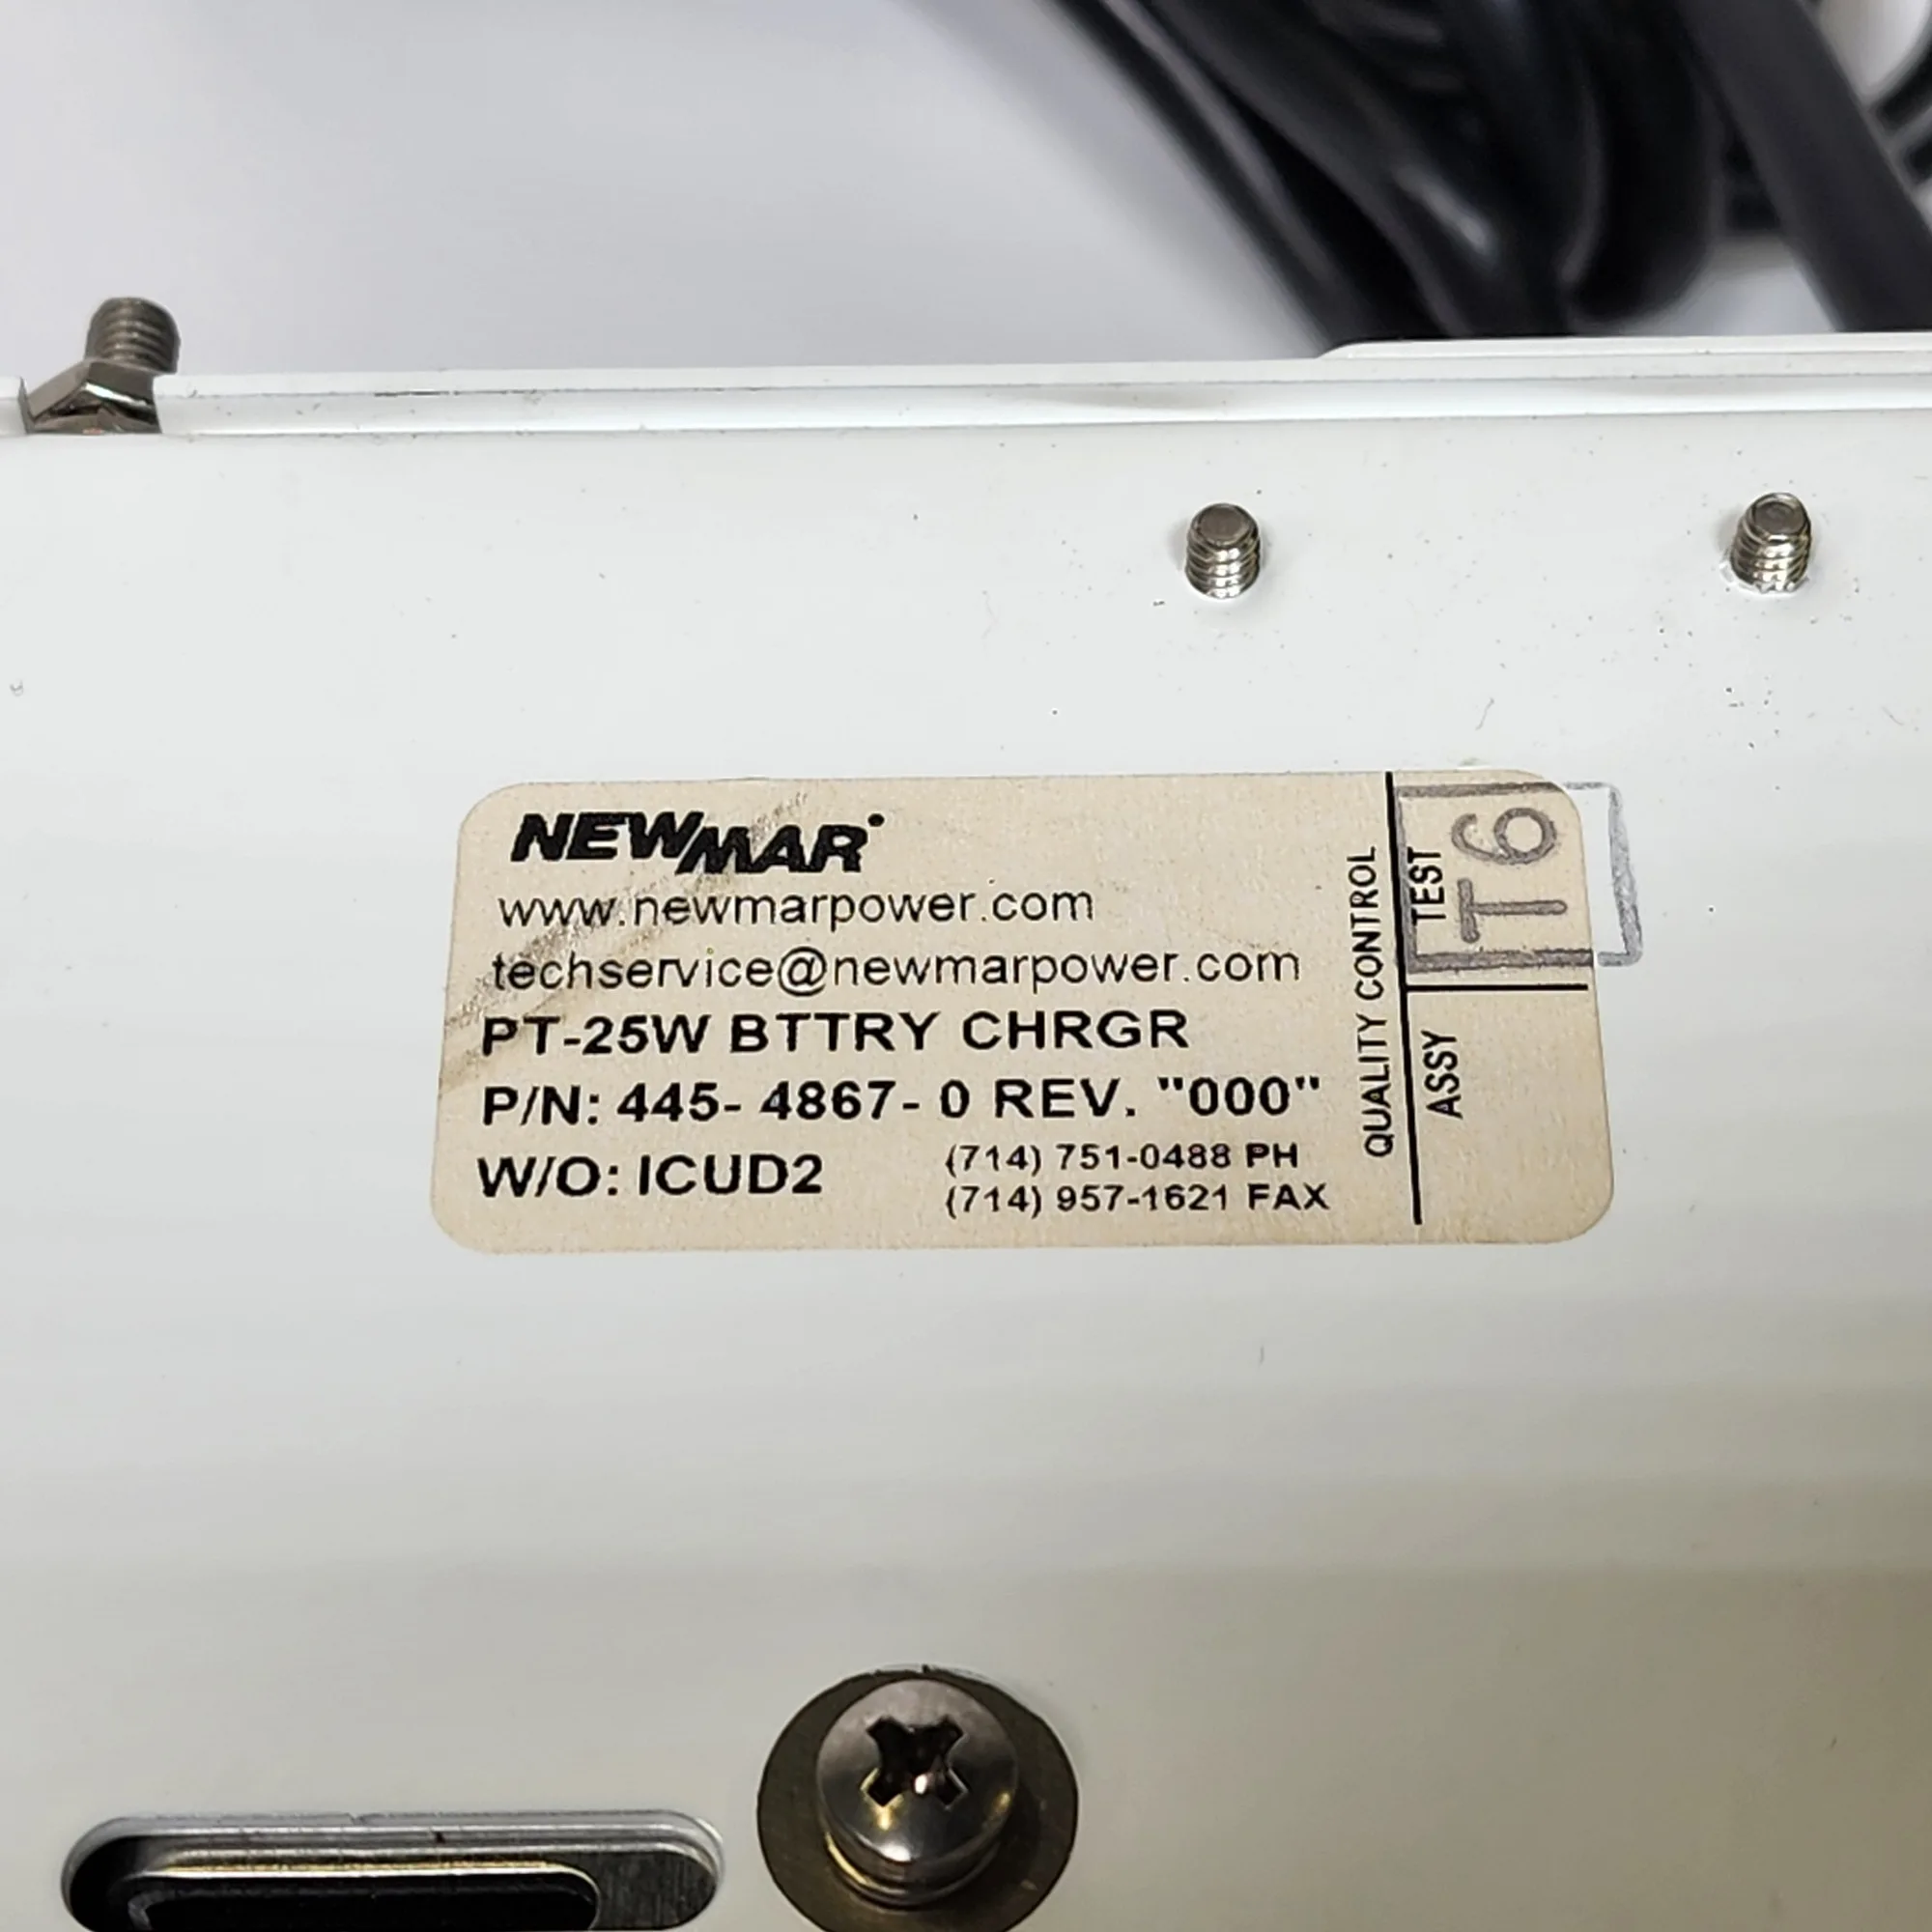 NEWMAR
www.newmarpower.com
techservice@newmarpower.com
PT-25W BTTRY CHRGR
P/N: 445- 4867- 0 REV. "000"
W/O: ICUD2
(714) 751-0488 PH
(714) 957-1621 FAX
QUALITY CONTROL
TEST
T6
ASSY